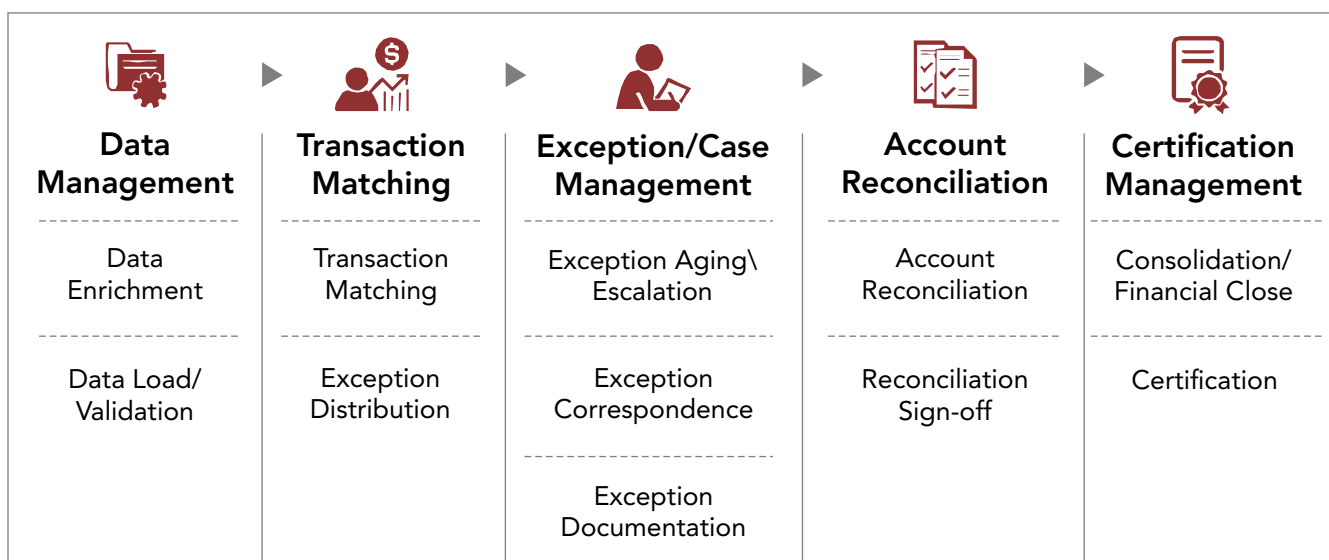 $
Data
Management
Data
Enrichment
Data Load/
Validation
Transaction
Matching
Transaction
Matching
Exception
Distribution
Exception/Case
Management
Exception Aging\
Escalation
Exception
Correspondence
Exception
Documentation
Account
Reconciliation
Account
Reconciliation
Reconciliation
Sign-off
Certification
Management
Consolidation/
Financial Close
Certification